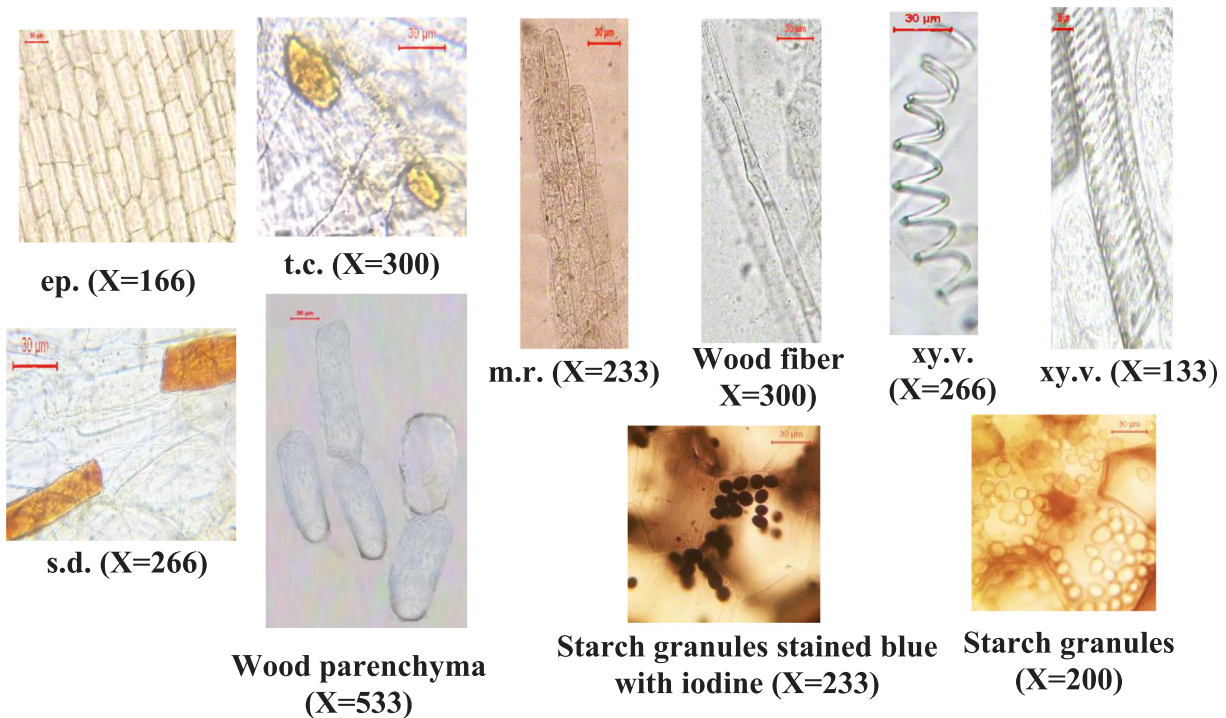 30 µm
30 µm
30 µm
30 µm
30 µm
ep. (X=166)
t.c. (X=300)
30 µm
30 µm
m.r. (X=233)
Wood fiber
X=300)
xy.v.
(X=266)
xy.v. (X=133)
30 µm
30 µm
s.d. (X=266)
Wood parenchyma
(X=533)
Starch granules stained blue
with iodine (X=233)
Starch granules
(X=200)